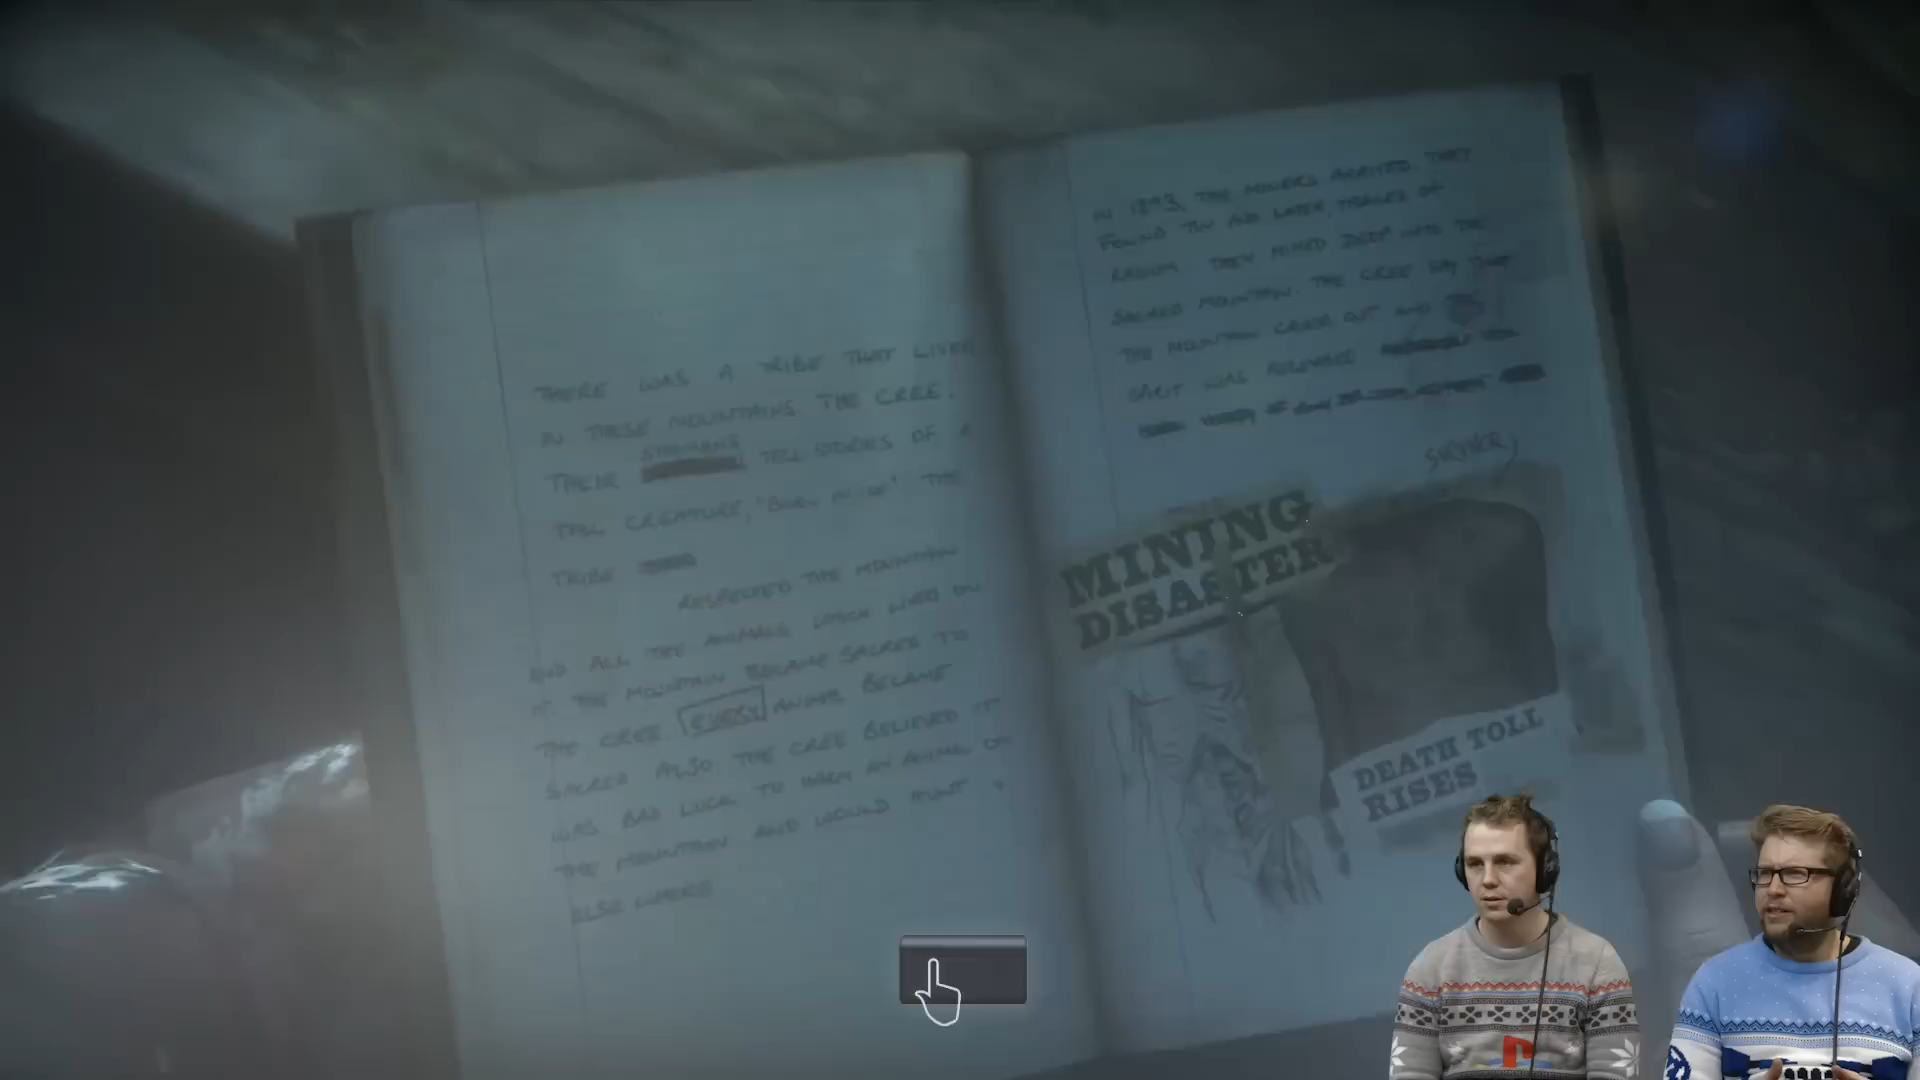 THERE WAS A TRIBE THAT LIVED
IN THESE MOUNTAINS. THE CREE.
THEIR TELL STORIES OF A
TALL CREATURE, THE
TRIBE
RESPECTED THE MOUNTAIN
AND ALL THE ANIMALS WHICH LIVED ON
IT. THE MOUNTAIN BECAME SACRED TO
THE CREE. EVERY ANIMAL BECAME
SACRED ALSO. THE CREE BELIEVED IT
WAS BAD LUCK TO HARM AN ANIMAL ON
THE MOUNTAIN AND WOULD HUNT
ELSE WHERE
IN 1893, THE MINERS ARRIVED. THEY
FOUND TIN AND LATER, TRACES OF
RADIUM. THEY MINED DEEP INTO THE
SACRED MOUNTAIN. THE CREE SAY THAT
THE MOUNTAIN CRIED OUT AND
SPIRIT WAS RELEASED
MINING
DISASTER
DEATH TOLL
RISES